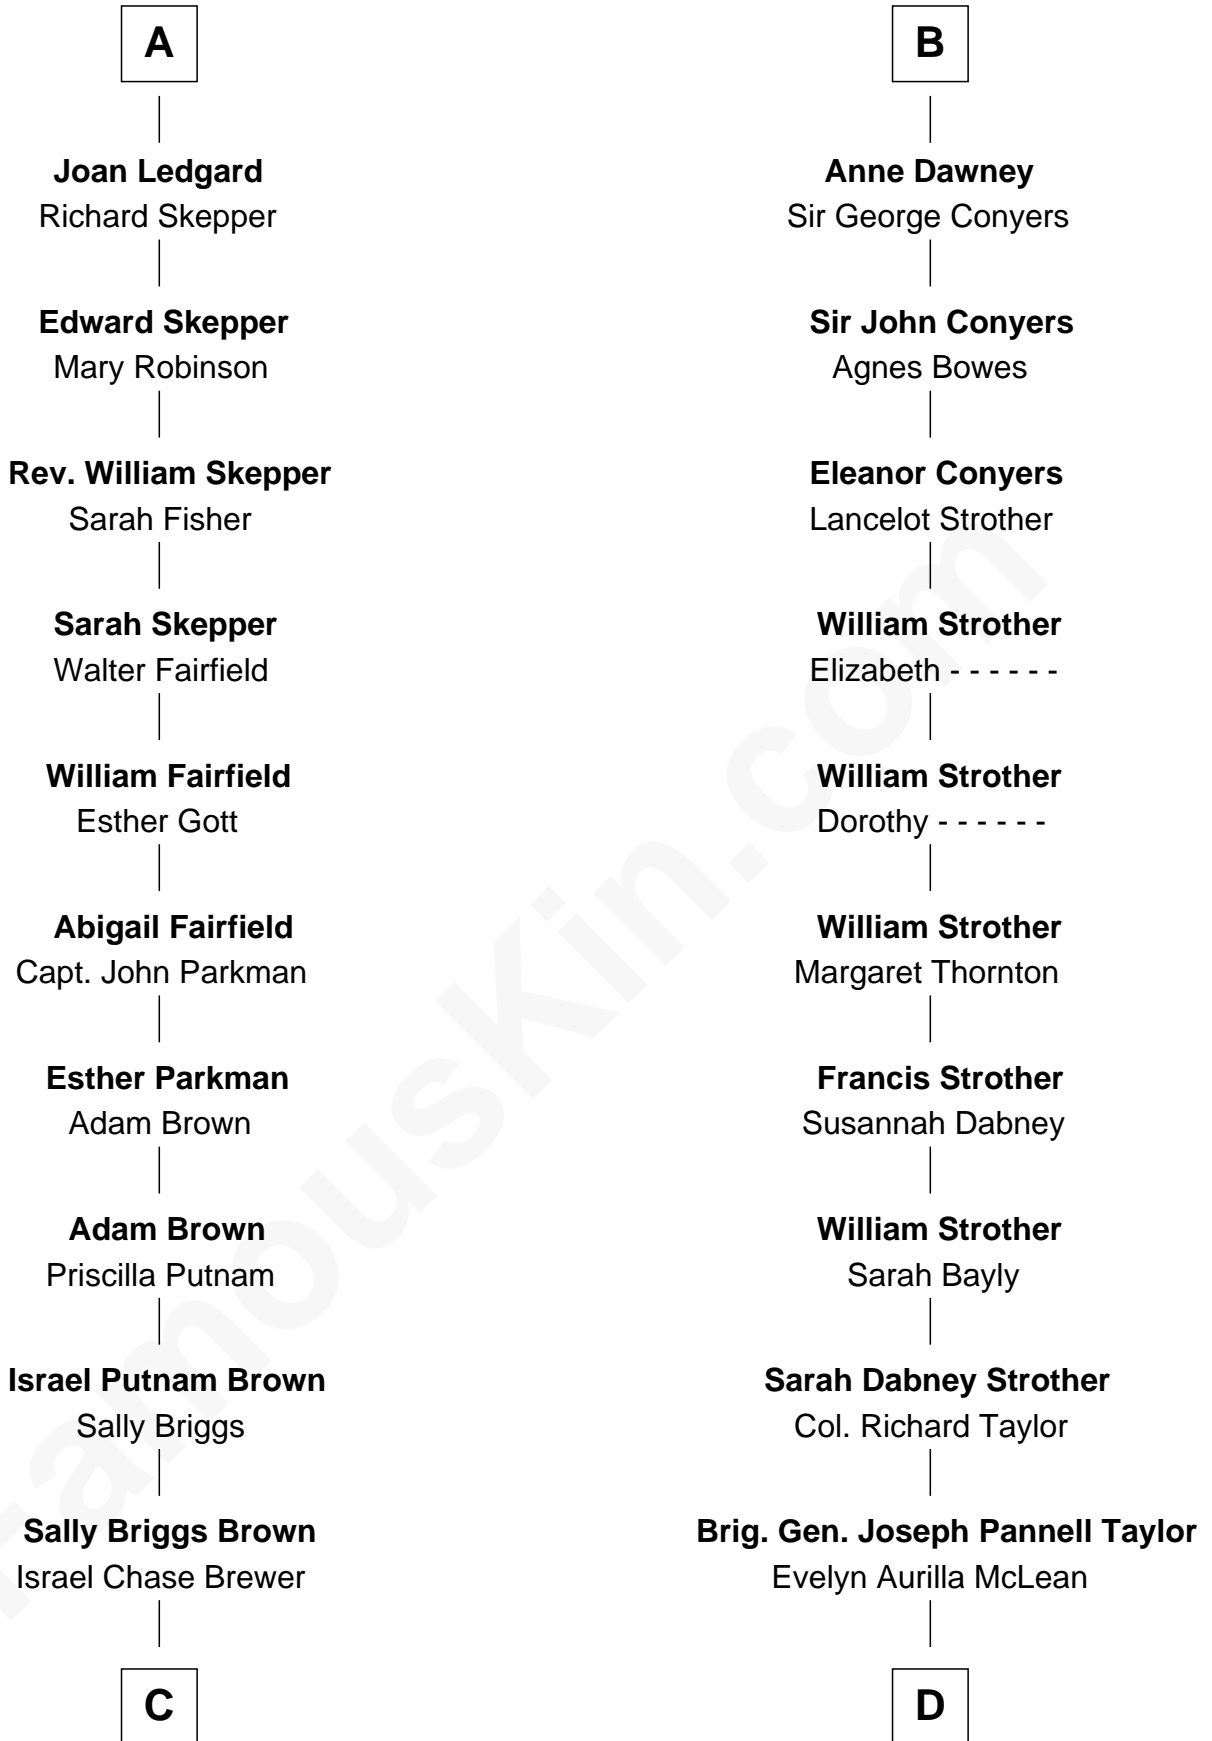 A
Joan Ledgard
Richard Skepper
Edward Skepper
Mary Robinson
Rev. William Skepper
Sarah Fisher
Sarah Skepper
Walter Fairfield
William Fairfield
Esther Gott
Abigail Fairfield
Capt. John Parkman
Esther Parkman
Adam Brown
Adam Brown
Priscilla Putnam
Israel Putnam Brown
Sally Briggs
Sally Briggs Brown
Israel Chase Brewer
C
B
Anne Dawney
Sir George Conyers
Sir John Conyers
Agnes Bowes
Eleanor Conyers
Lancelot Strother
William Strother
Elizabeth - - - - - -
William Strother
Dorothy - - - - - -
William Strother
Margaret Thornton
Francis Strother
Susannah Dabney
William Strother
Sarah Bayly
Sarah Dabney Strother
Col. Richard Taylor
Brig. Gen. Joseph Pannell Taylor
Evelyn Aurilla McLean
D
FamousKin.com